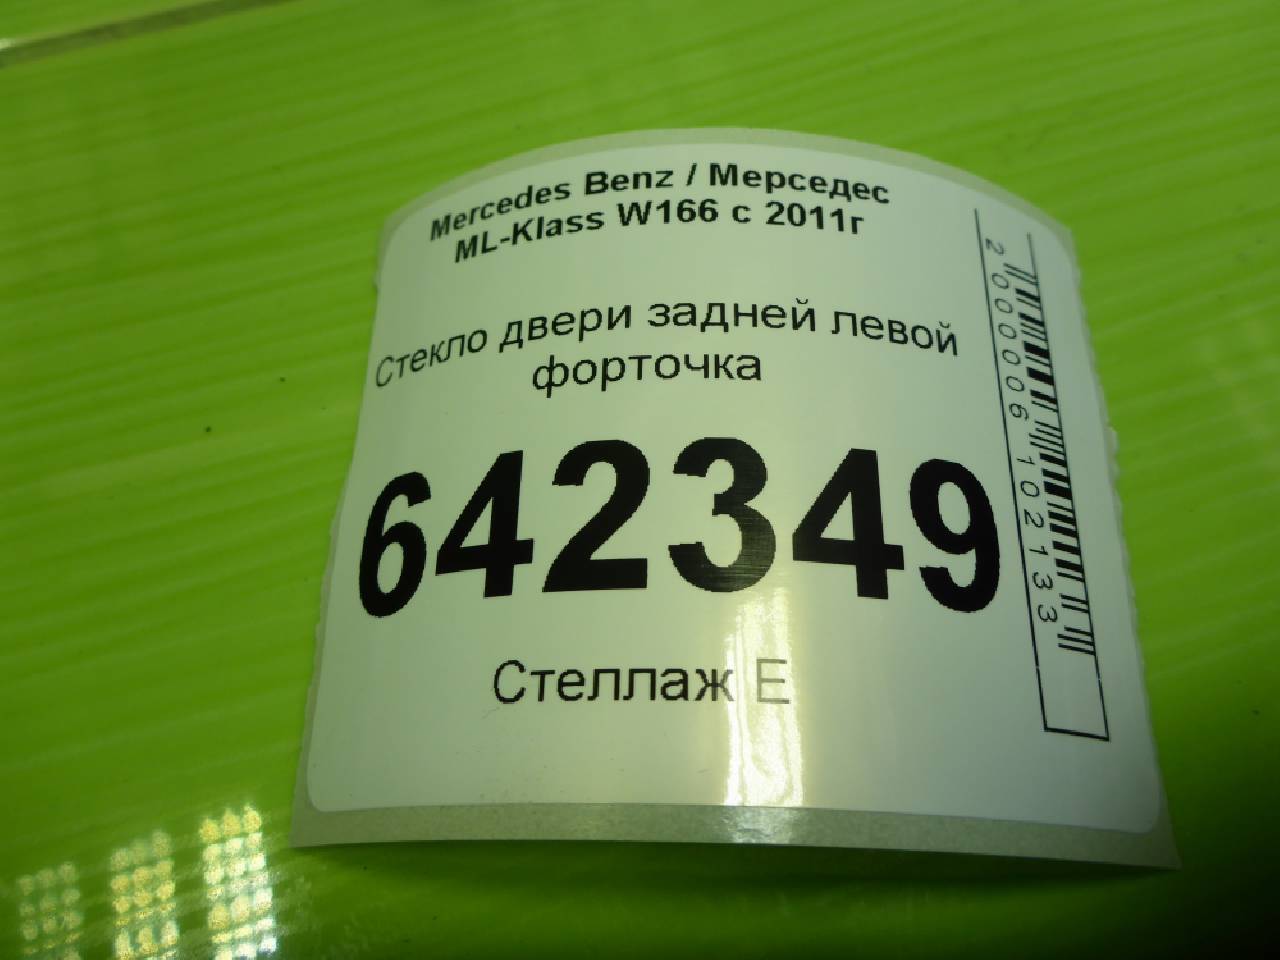 Mercedes Benz / Мерседес
ML-Klass W166 с 2011г
Стекло двери задней левой
форточка
642349
Стеллаж E
2000006102133